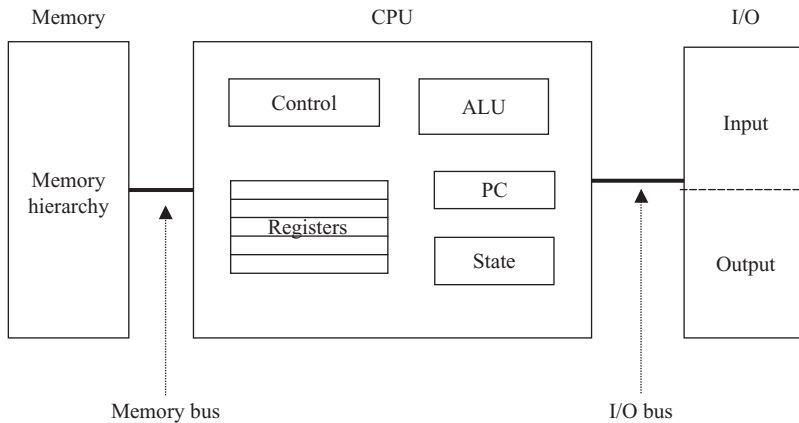 Memory
CPU
I/O
Control
ALU
Input
Memory
hierarchy
PC
Registers
State
Output
Memory bus
I/O bus